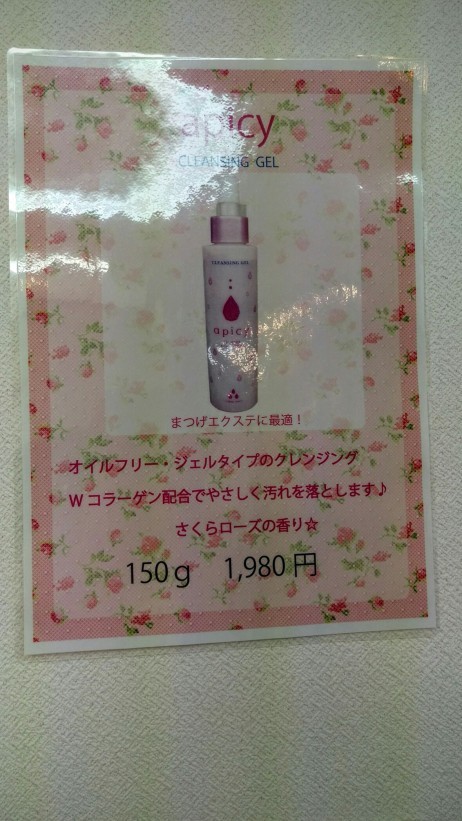 apicy
CLEANSING GEL
CLEANSING GEL
apicy
まつげエクステに最適！
オイルフリー・ジェルタイプのクレンジング
Wコラーゲン配合でやさしく汚れを落とします♪
さくらローズの香り☆
150g 1,980円